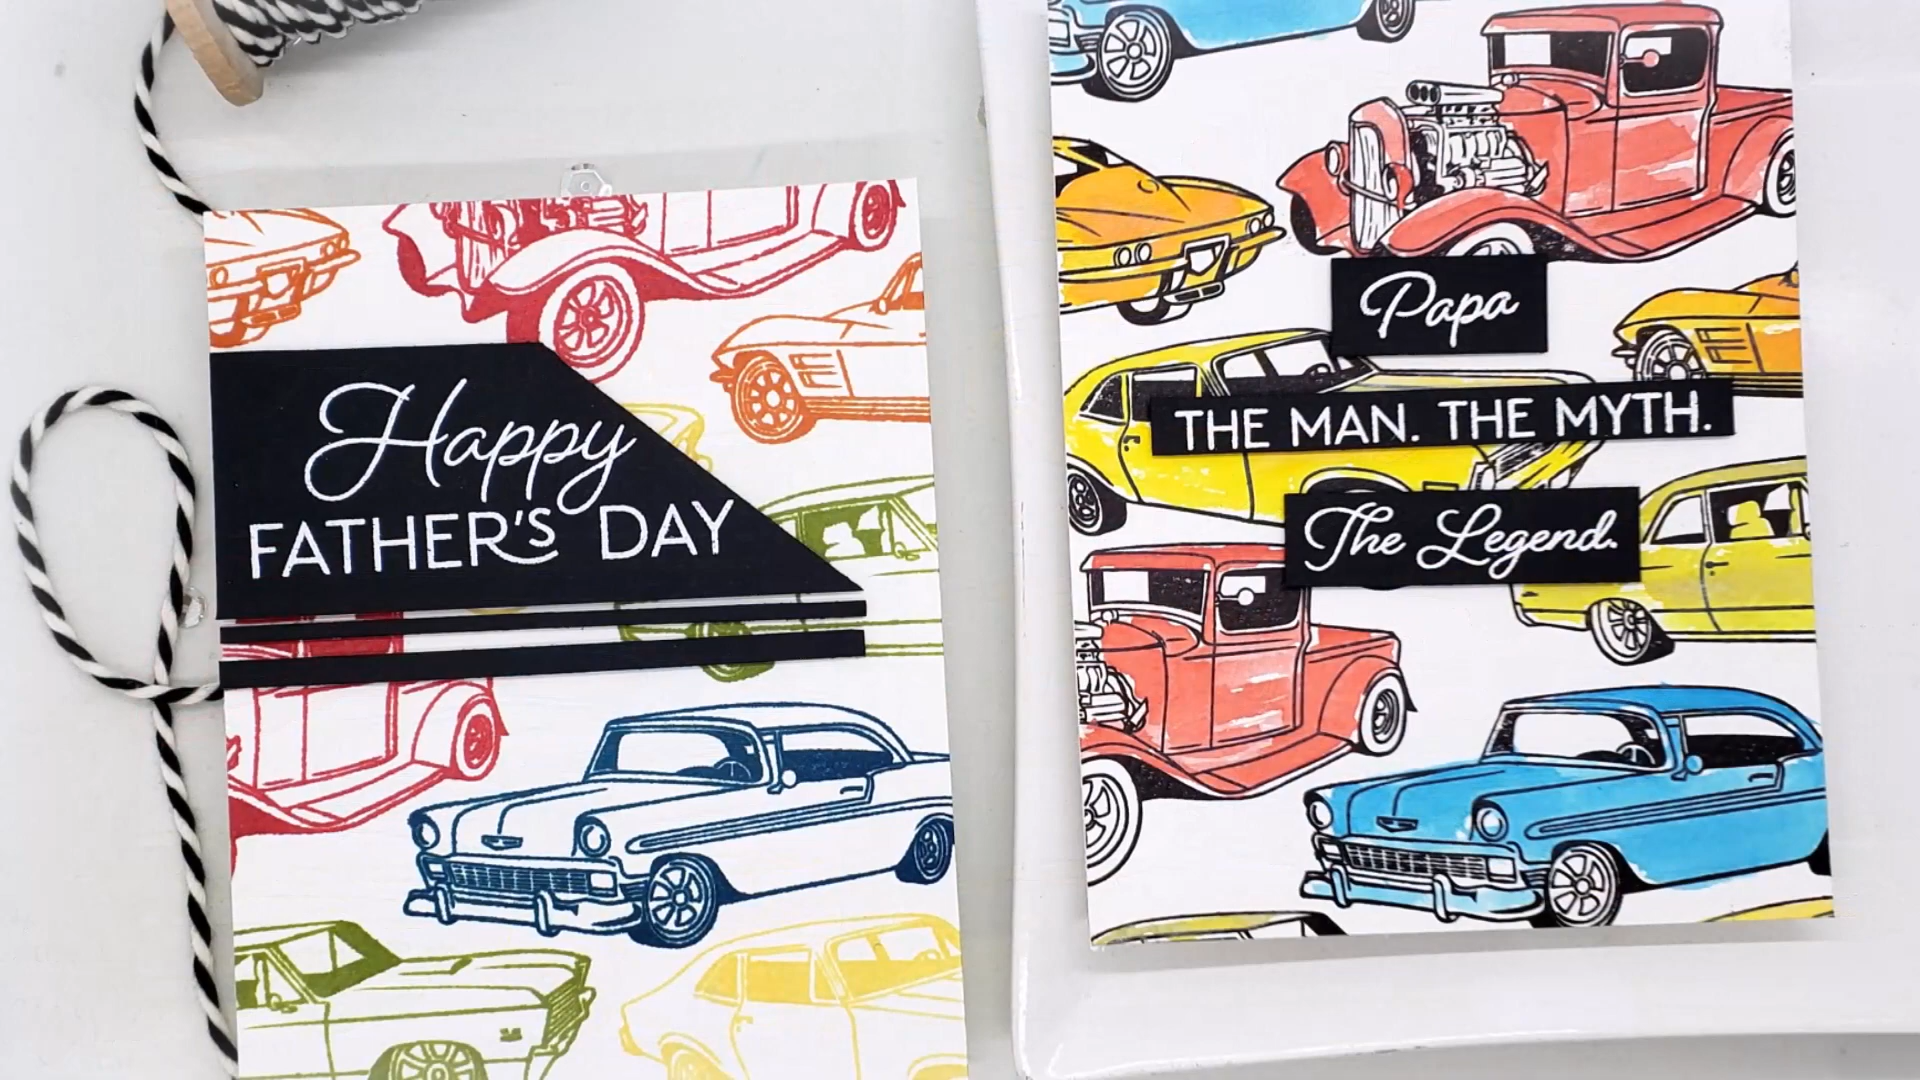 Happy
FATHER'S DAY
Papa
THE MAN. THE MYTH.
The Legend.